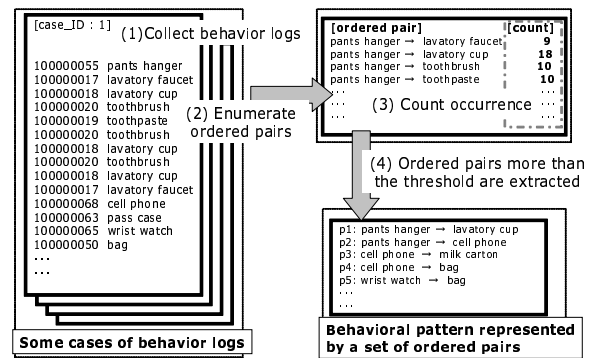 [case_ID : 1]
(1)Collect behavior logs
100000055 pants hanger
100000017 lavatory faucet
100000018 lavatory cup
100000020 toothbrush
100000019 toothpaste
100000020 toothbrush
100000018 lavatory cup
100000020 toothbrush
100000018 lavatory cup
100000017 lavatory faucet
100000068 cell phone
100000063 pass case
100000065 wrist watch
100000050 bag
...
...
Some cases of behavior logs
(2) Enumerate
ordered pairs
[ordered pair] [count]
pants hanger → lavatory faucet 9
pants hanger → lavatory cup 18
pants hanger → toothbrush 10
pants hanger → toothpaste 10
... ...
... ...
... ...
(3) Count occurrence
(4) Ordered pairs more than
the threshold are extracted
p1: pants hanger → lavatory cup
p2: pants hanger → cell phone
p3: cell phone → milk carton
p4: cell phone → bag
p5: wrist watch → bag
...
...
Behavioral pattern represented
by a set of ordered pairs